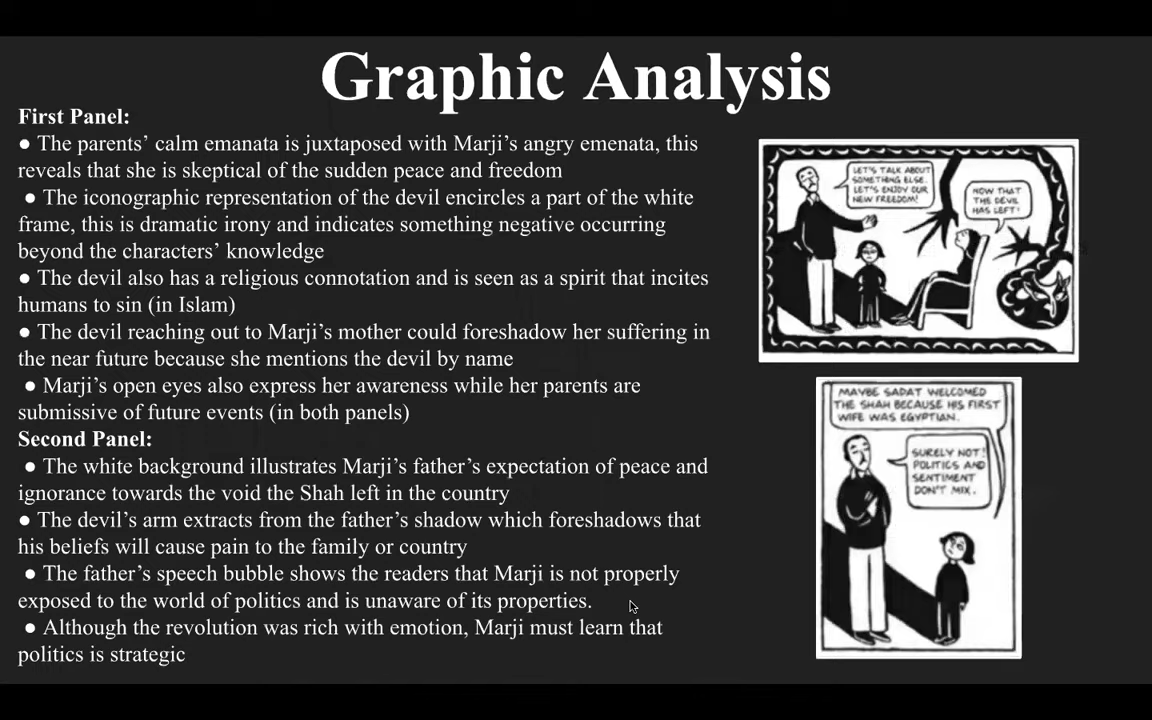 Graphic Analysis
First Panel:
● The parents' calm emanata is juxtaposed with Marji's angry emenata, this
reveals that she is skeptical of the sudden peace and freedom
● The iconographic representation of the devil encircles a part of the white
frame, this is dramatic irony and indicates something negative occurring
beyond the characters' knowledge
● The devil also has a religious connotation and is seen as a spirit that incites
humans to sin (in Islam)
● The devil reaching out to Marji's mother could foreshadow her suffering in
the near future because she mentions the devil by name
● Marji's open eyes also express her awareness while her parents are
submissive of future events (in both panels)
Second Panel:
● The white background illustrates Marji's father's expectation of peace and
ignorance towards the void the Shah left in the country
● The devil's arm extracts from the father's shadow which foreshadows that
his beliefs will cause pain to the family or country
● The father's speech bubble shows the readers that Marji is not properly
exposed to the world of politics and is unaware of its properties.
● Although the revolution was rich with emotion, Marji must learn that
politics is strategic
LET'S TALK ABOUT
SOMETHING ELSE.
LET'S ENJOY OUR
NEW FREEDOM!
NOW THAT
THE DEVIL
HAS LEFT!
MAYBE SADAT WELCOMED
THE SHAH BECAUSE HIS FIRST
WIFE WAS EGYPTIAN.
SURELY NOT!
POLITICS AND
SENTIMENT
DON'T MIX.